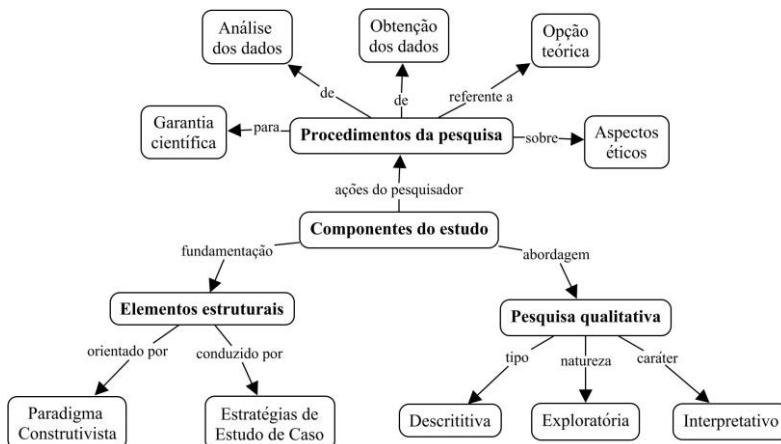 Análise
dos dados
Obtenção
dos dados
Opção
teórica
de
de
referente a
Garantia
científica
para
Procedimentos da pesquisa
sobre
Aspectos
éticos
ações do pesquisador
Componentes do estudo
fundamentação
abordagem
Elementos estruturais
Pesquisa qualitativa
orientado por
conduzido por
tipo
natureza
caráter
Paradigma
Construtivista
Estratégias de
Estudo de Caso
Descrititiva
Exploratória
Interpretativo